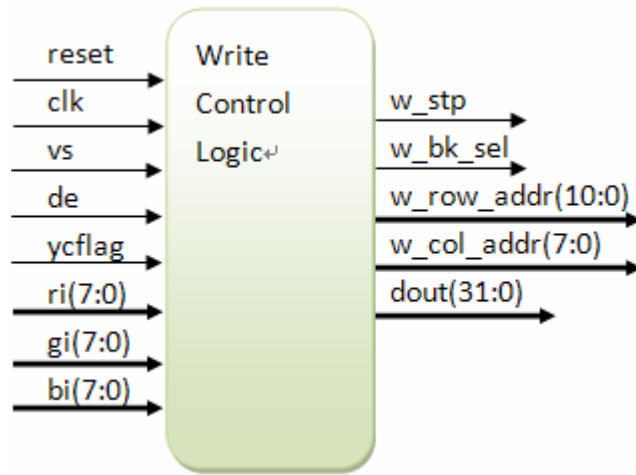 reset
clk
vs
de
ycflag
ri(7:0)
gi(7:0)
bi(7:0)
Write
Control
Logic↵
w_stp
w_bk_sel
w_row_addr(10:0)
w_col_addr(7:0)
dout(31:0)